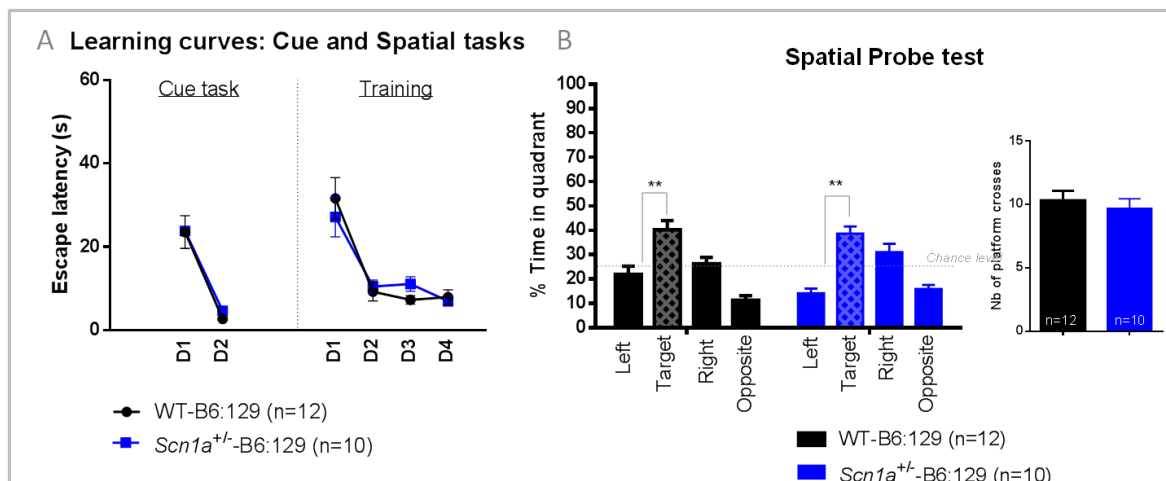 A Learning curves: Cue and Spatial tasks
Escape latency (s)
60
40
20
0
Cue task
Training
D1
D2
D1
D2
D3
D4
WT-B6:129 (n=12)
Scn1a+/--B6:129 (n=10)
B
Spatial Probe test
% Time in quadrant
100
90
80
70
60
50
40
30
20
10
0
**
**
Chance level
Left
Target
Right
Opposite
Left
Target
Right
Opposite
Nb of platform crosses
15
10
5
0
n=12
n=10
WT-B6:129 (n=12)
Scn1a+/--B6:129 (n=10)